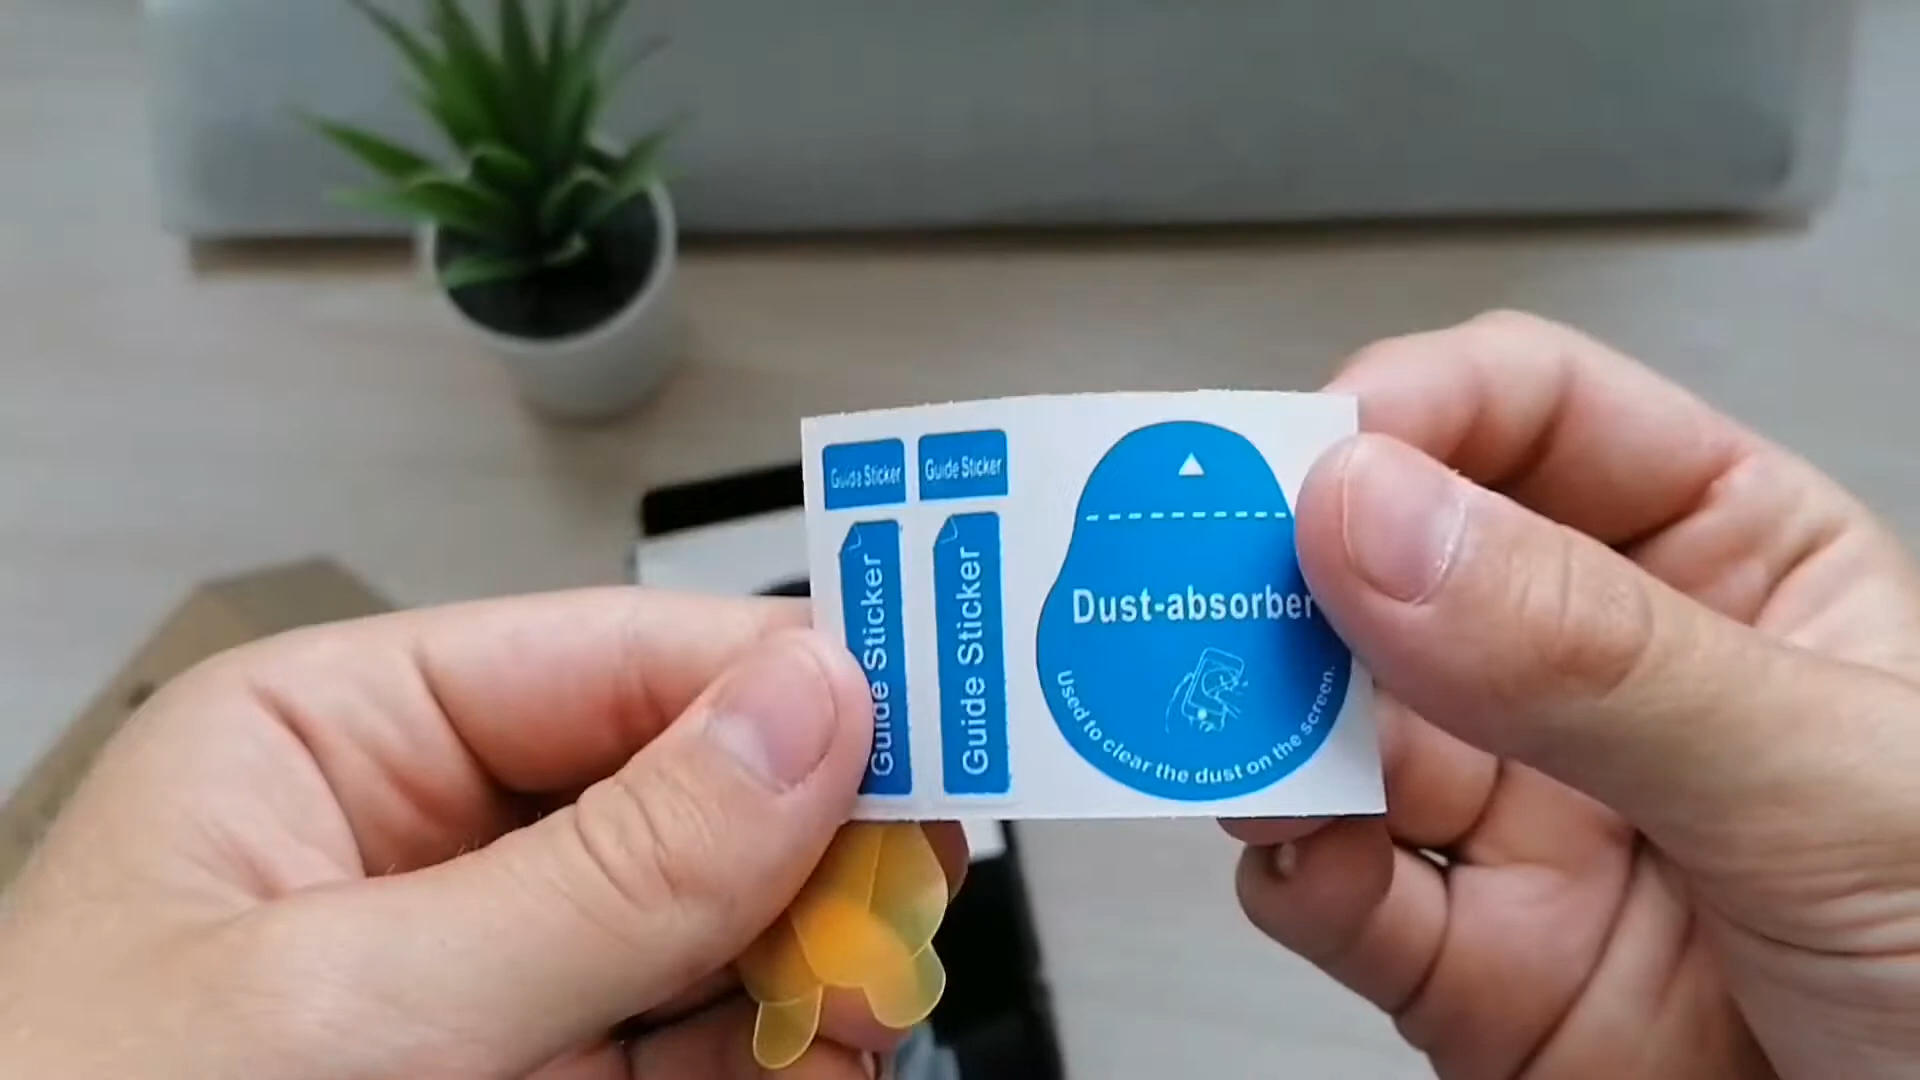 Guide Sticker
Guide Sticker
Guide Sticker
Guide Sticker
Dust-absorber
Used to clear the dust on the screen.